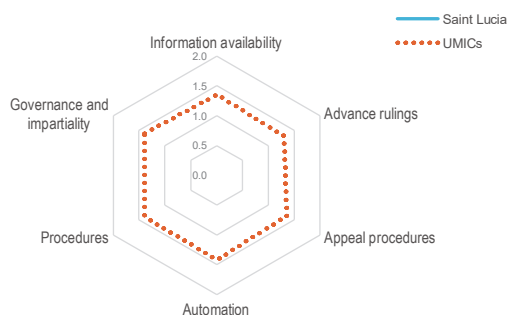 Saint Lucia
UMICs
Information availability
2.0
1.5
1.0
0.5
0.0
Governance and
impartiality
Advance rulings
Procedures
Appeal procedures
Automation